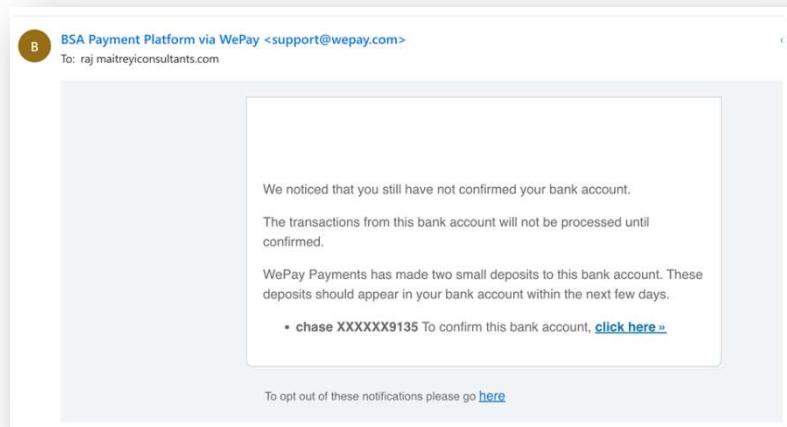 B
BSA Payment Platform via WePay <support@wepay.com>
To: raj maitreyiconsultants.com
We noticed that you still have not confirmed your bank account.
The transactions from this bank account will not be processed until
confirmed.
WePay Payments has made two small deposits to this bank account. These
deposits should appear in your bank account within the next few days.
• chase XXXXXX9135 To confirm this bank account, click here »
To opt out of these notifications please go here